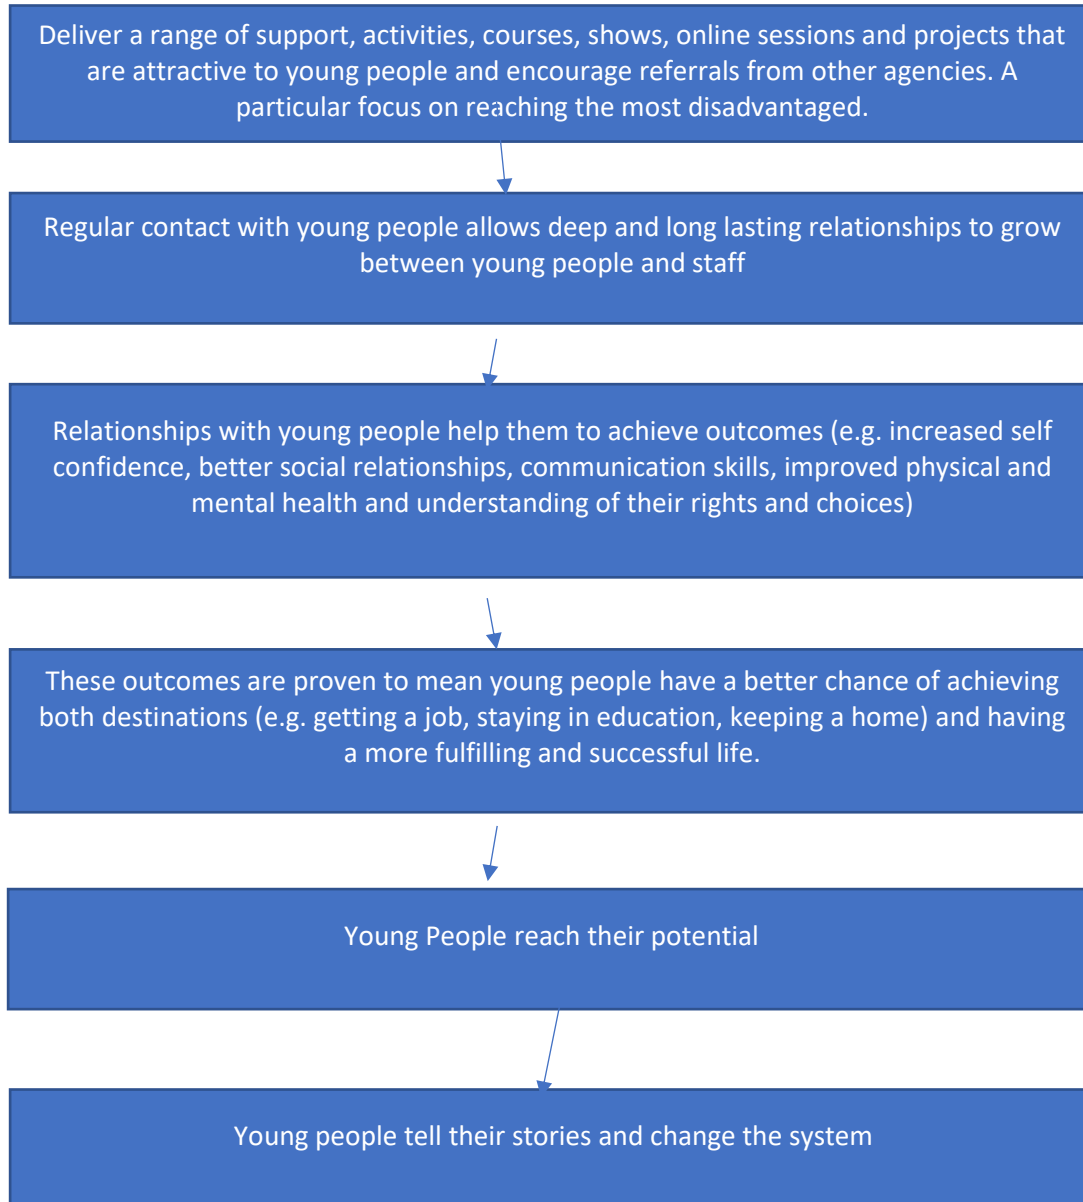 Deliver a range of support, activities, courses, shows, online sessions and projects that
are attractive to young people and encourage referrals from other agencies. A
particular focus on reaching the most disadvantaged.
Regular contact with young people allows deep and long lasting relationships to grow
between young people and staff
Relationships with young people help them to achieve outcomes (e.g. increased self
confidence, better social relationships, communication skills, improved physical and
mental health and understanding of their rights and choices)
These outcomes are proven to mean young people have a better chance of achieving
both destinations (e.g. getting a job, staying in education, keeping a home) and having
a more fulfilling and successful life.
Young People reach their potential
Young people tell their stories and change the system